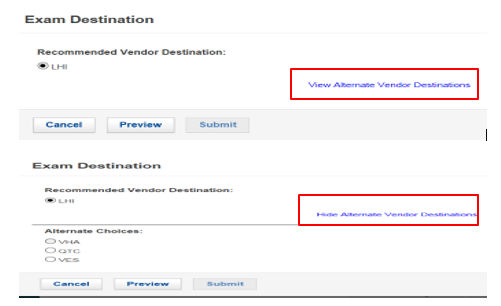 Exam Destination
Recommended Vendor Destination:
LHI
View Alternate Vendor Destinations
Cancel Preview Submit
Exam Destination
Recommended Vendor Destination:
LHI
Hide Alternate Vendor Destinations
Alternate Choices:
VHA
QTC
VES
Cancel Preview Submit